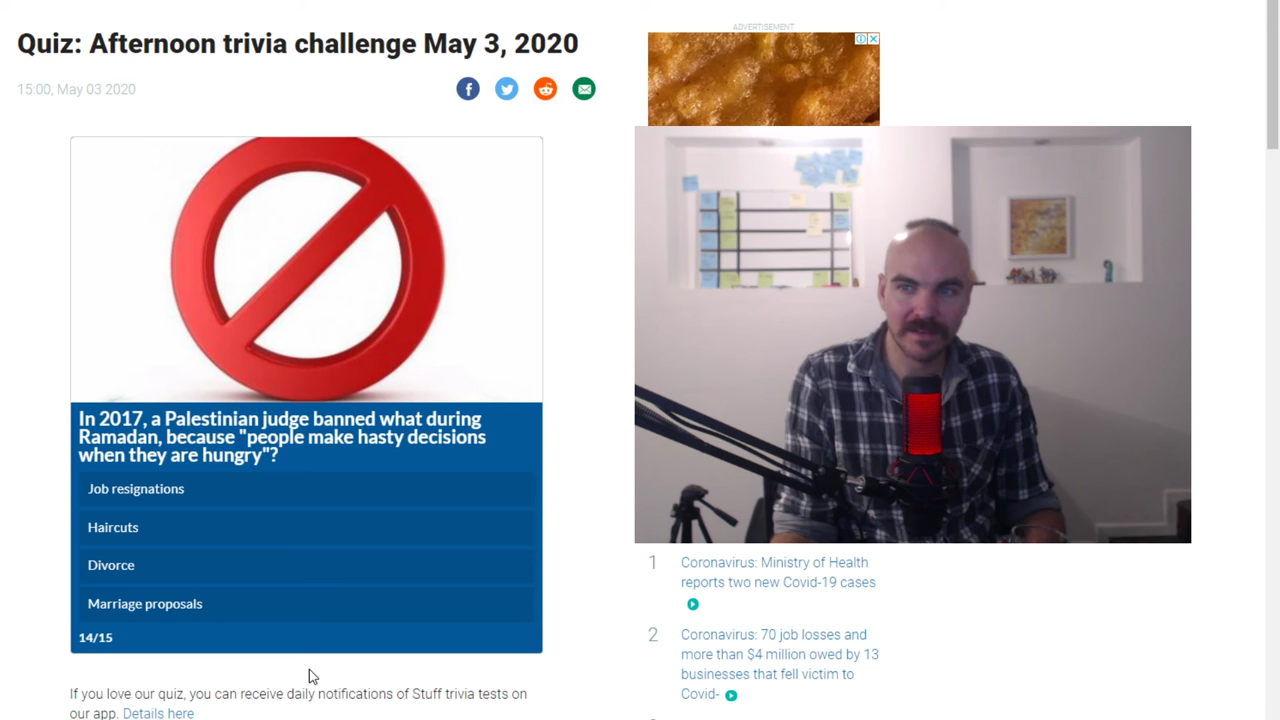 Quiz: Afternoon trivia challenge May 3, 2020
15:00, May 03 2020
In 2017, a Palestinian judge banned what during
Ramadan, because "people make hasty decisions
when they are hungry"?
Job resignations
Haircuts
Divorce
Marriage proposals
14/15
If you love our quiz, you can receive daily notifications of Stuff trivia tests on
our app. Details here
ADVERTISEMENT
1
Coronavirus: Ministry of Health
reports two new Covid-19 cases
2
Coronavirus: 70 job losses and
more than $4 million owed by 13
businesses that fell victim to
Covid-